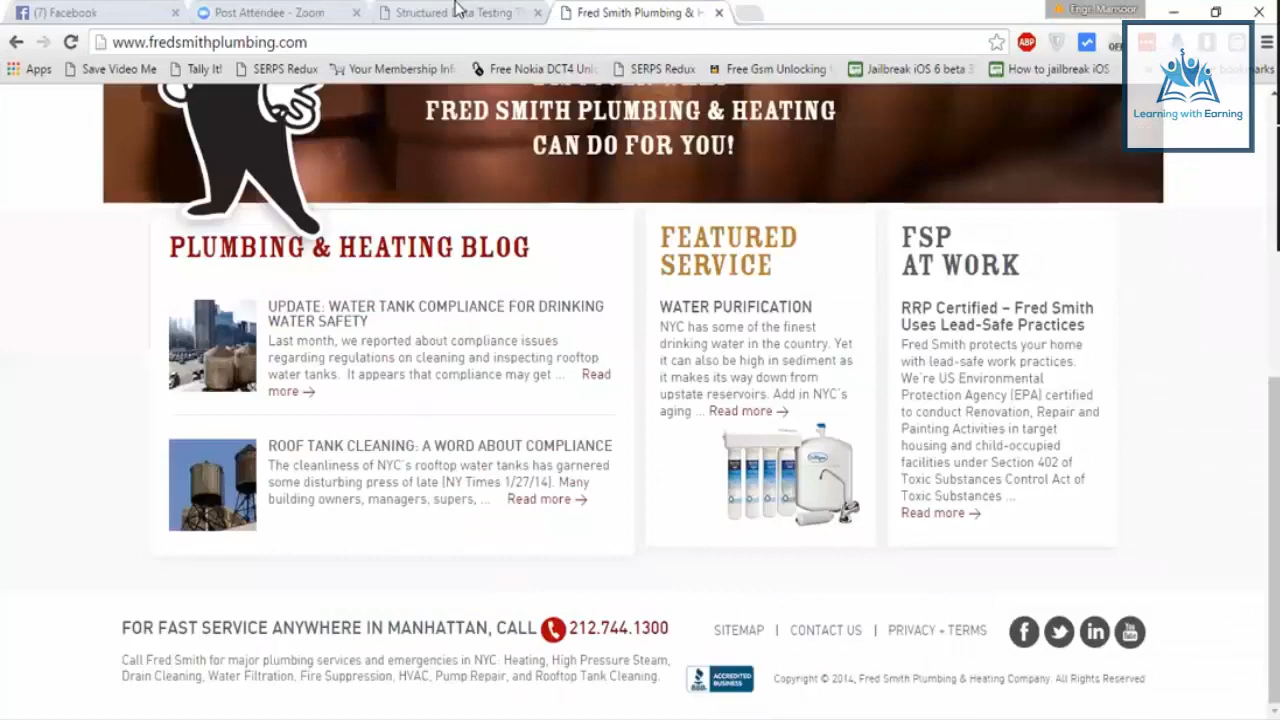 (7) Facebook
Post Attendee - Zoom
Structured Data Testing
Fred Smith Plumbing & H
Enge. Mansoor
www.fredsmithplumbing.com
ABP
Apps
Save Video Me
Tally It!
SERPS Redux
Your Membership Inf
Free Nokia DCT4 Unl
SERPS Redux
Free Gsm Unlocking
Jailbreak iOS 6 beta 3
How to jailbreak iOS
bookmarks
Learning with Earning
FRED SMITH PLUMBING & HEATING
CAN DO FOR YOU!
PLUMBING & HEATING BLOG
UPDATE: WATER TANK COMPLIANCE FOR DRINKING
WATER SAFETY
Last month, we reported about compliance issues
regarding regulations on cleaning and inspecting rooftop
water tanks. It appears that compliance may get ... Read
more →
ROOF TANK CLEANING: A WORD ABOUT COMPLIANCE
The cleanliness of NYC's rooftop water tanks has garnered
some disturbing press of late (NY Times 1/27/14). Many
building owners, managers, supers, ... Read more →
FEATURED
SERVICE
WATER PURIFICATION
NYC has some of the finest
drinking water in the country. Yet
it can also be high in sediment as
it makes its way down from
upstate reservoirs. Add in NYC's
aging ... Read more →
FSP
AT WORK
RRP Certified – Fred Smith
Uses Lead-Safe Practices
Fred Smith protects your home
with lead-safe work practices.
We're US Environmental
Protection Agency (EPA) certified
to conduct Renovation, Repair and
Painting Activities in target
housing and child-occupied
facilities under Section 402 of
Toxic Substances Control Act of
Toxic Substances ...
Read more →
FOR FAST SERVICE ANYWHERE IN MANHATTAN, CALL 212.744.1300
Call Fred Smith for major plumbing services and emergencies in NYC: Heating, High Pressure Steam,
Drain Cleaning, Water Filtration, Fire Suppression, HVAC, Pump Repair, and Rooftop Tank Cleaning.
SITEMAP | CONTACT US | PRIVACY + TERMS
BBB ACCREDITED BUSINESS
Copyright © 2014, Fred Smith Plumbing & Heating Company. All Rights Reserved